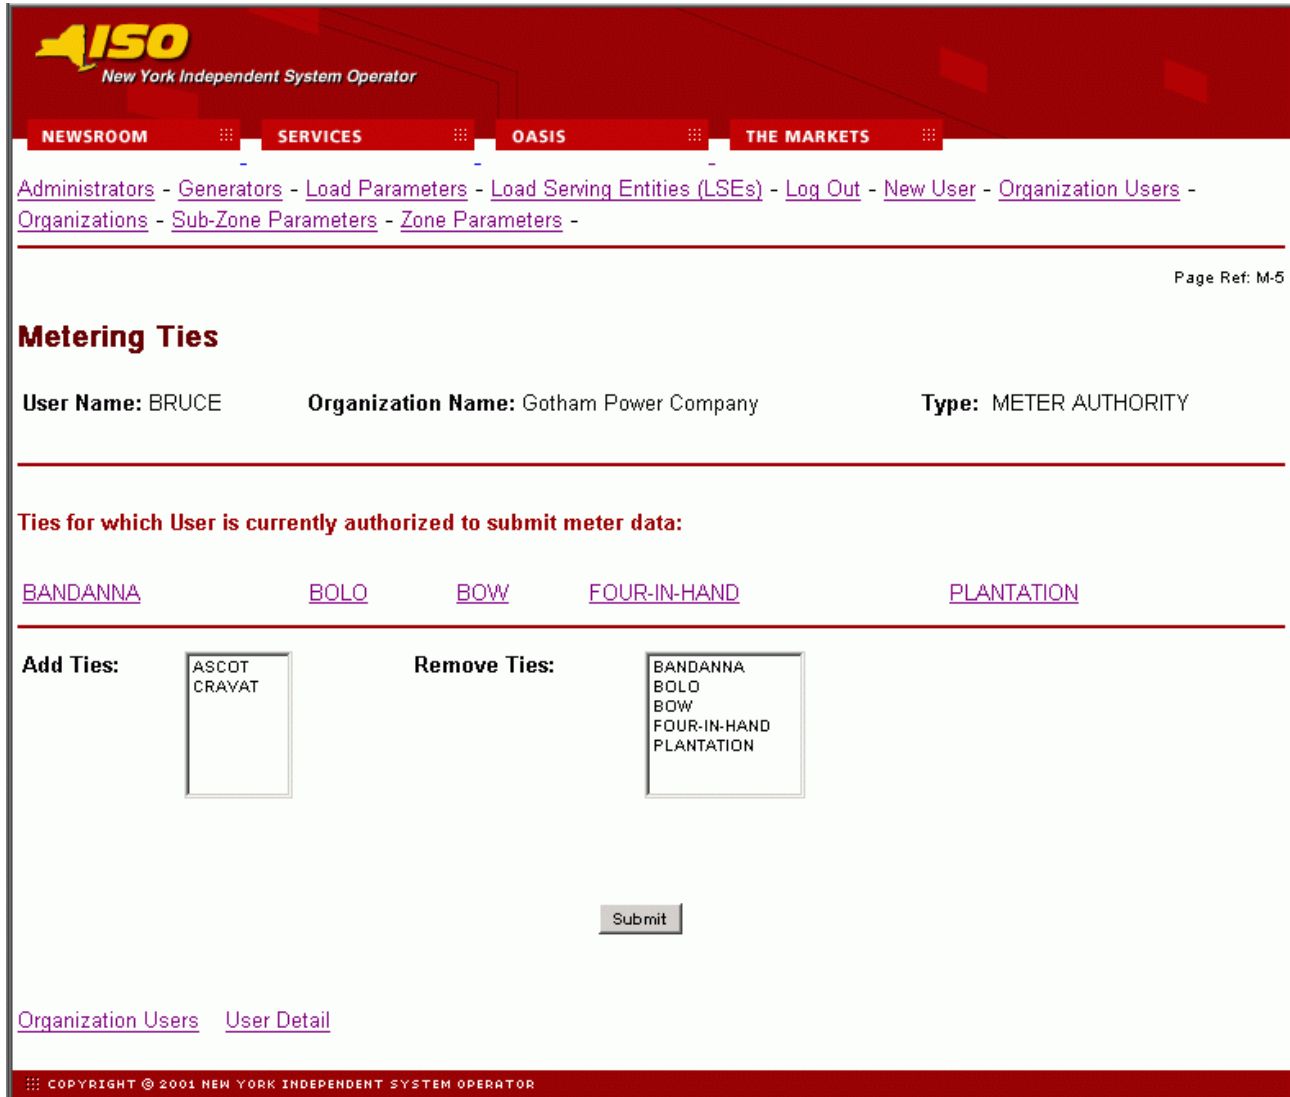 ISO
New York Independent System Operator
NEWSROOM SERVICES OASIS THE MARKETS
Administrators - Generators - Load Parameters - Load Serving Entities (LSEs) - Log Out - New User - Organization Users -
Organizations - Sub-Zone Parameters - Zone Parameters -
Page Ref: M-5
Metering Ties
User Name: BRUCE Organization Name: Gotham Power Company Type: METER AUTHORITY
Ties for which User is currently authorized to submit meter data:
BANDANNA BOLO BOW FOUR-IN-HAND PLANTATION
Add Ties: ASCOT Remove Ties: BANDANNA
CRAVAT BOLO
BOW
FOUR-IN-HAND
PLANTATION
Submit
Organization Users User Detail
COPYRIGHT © 2001 NEW YORK INDEPENDENT SYSTEM OPERATOR